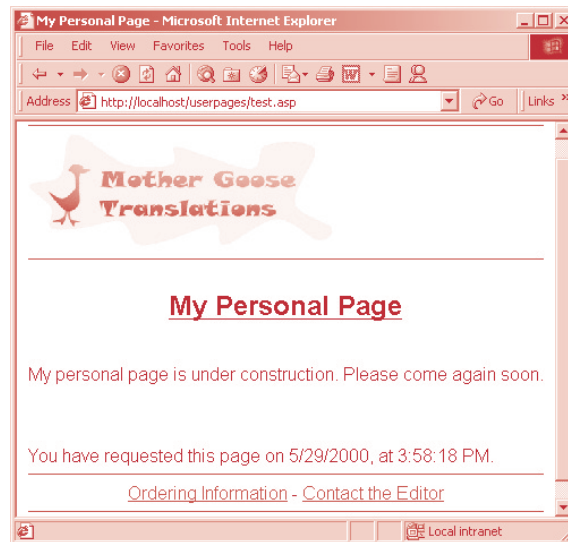 My Personal Page - Microsoft Internet Explorer
File Edit View Favorites Tools Help
Address http://localhost/userpages/test.asp Go Links »
Mother Goose
Translations
My Personal Page
My personal page is under construction. Please come again soon.
You have requested this page on 5/29/2000, at 3:58:18 PM.
Ordering Information - Contact the Editor
Local intranet